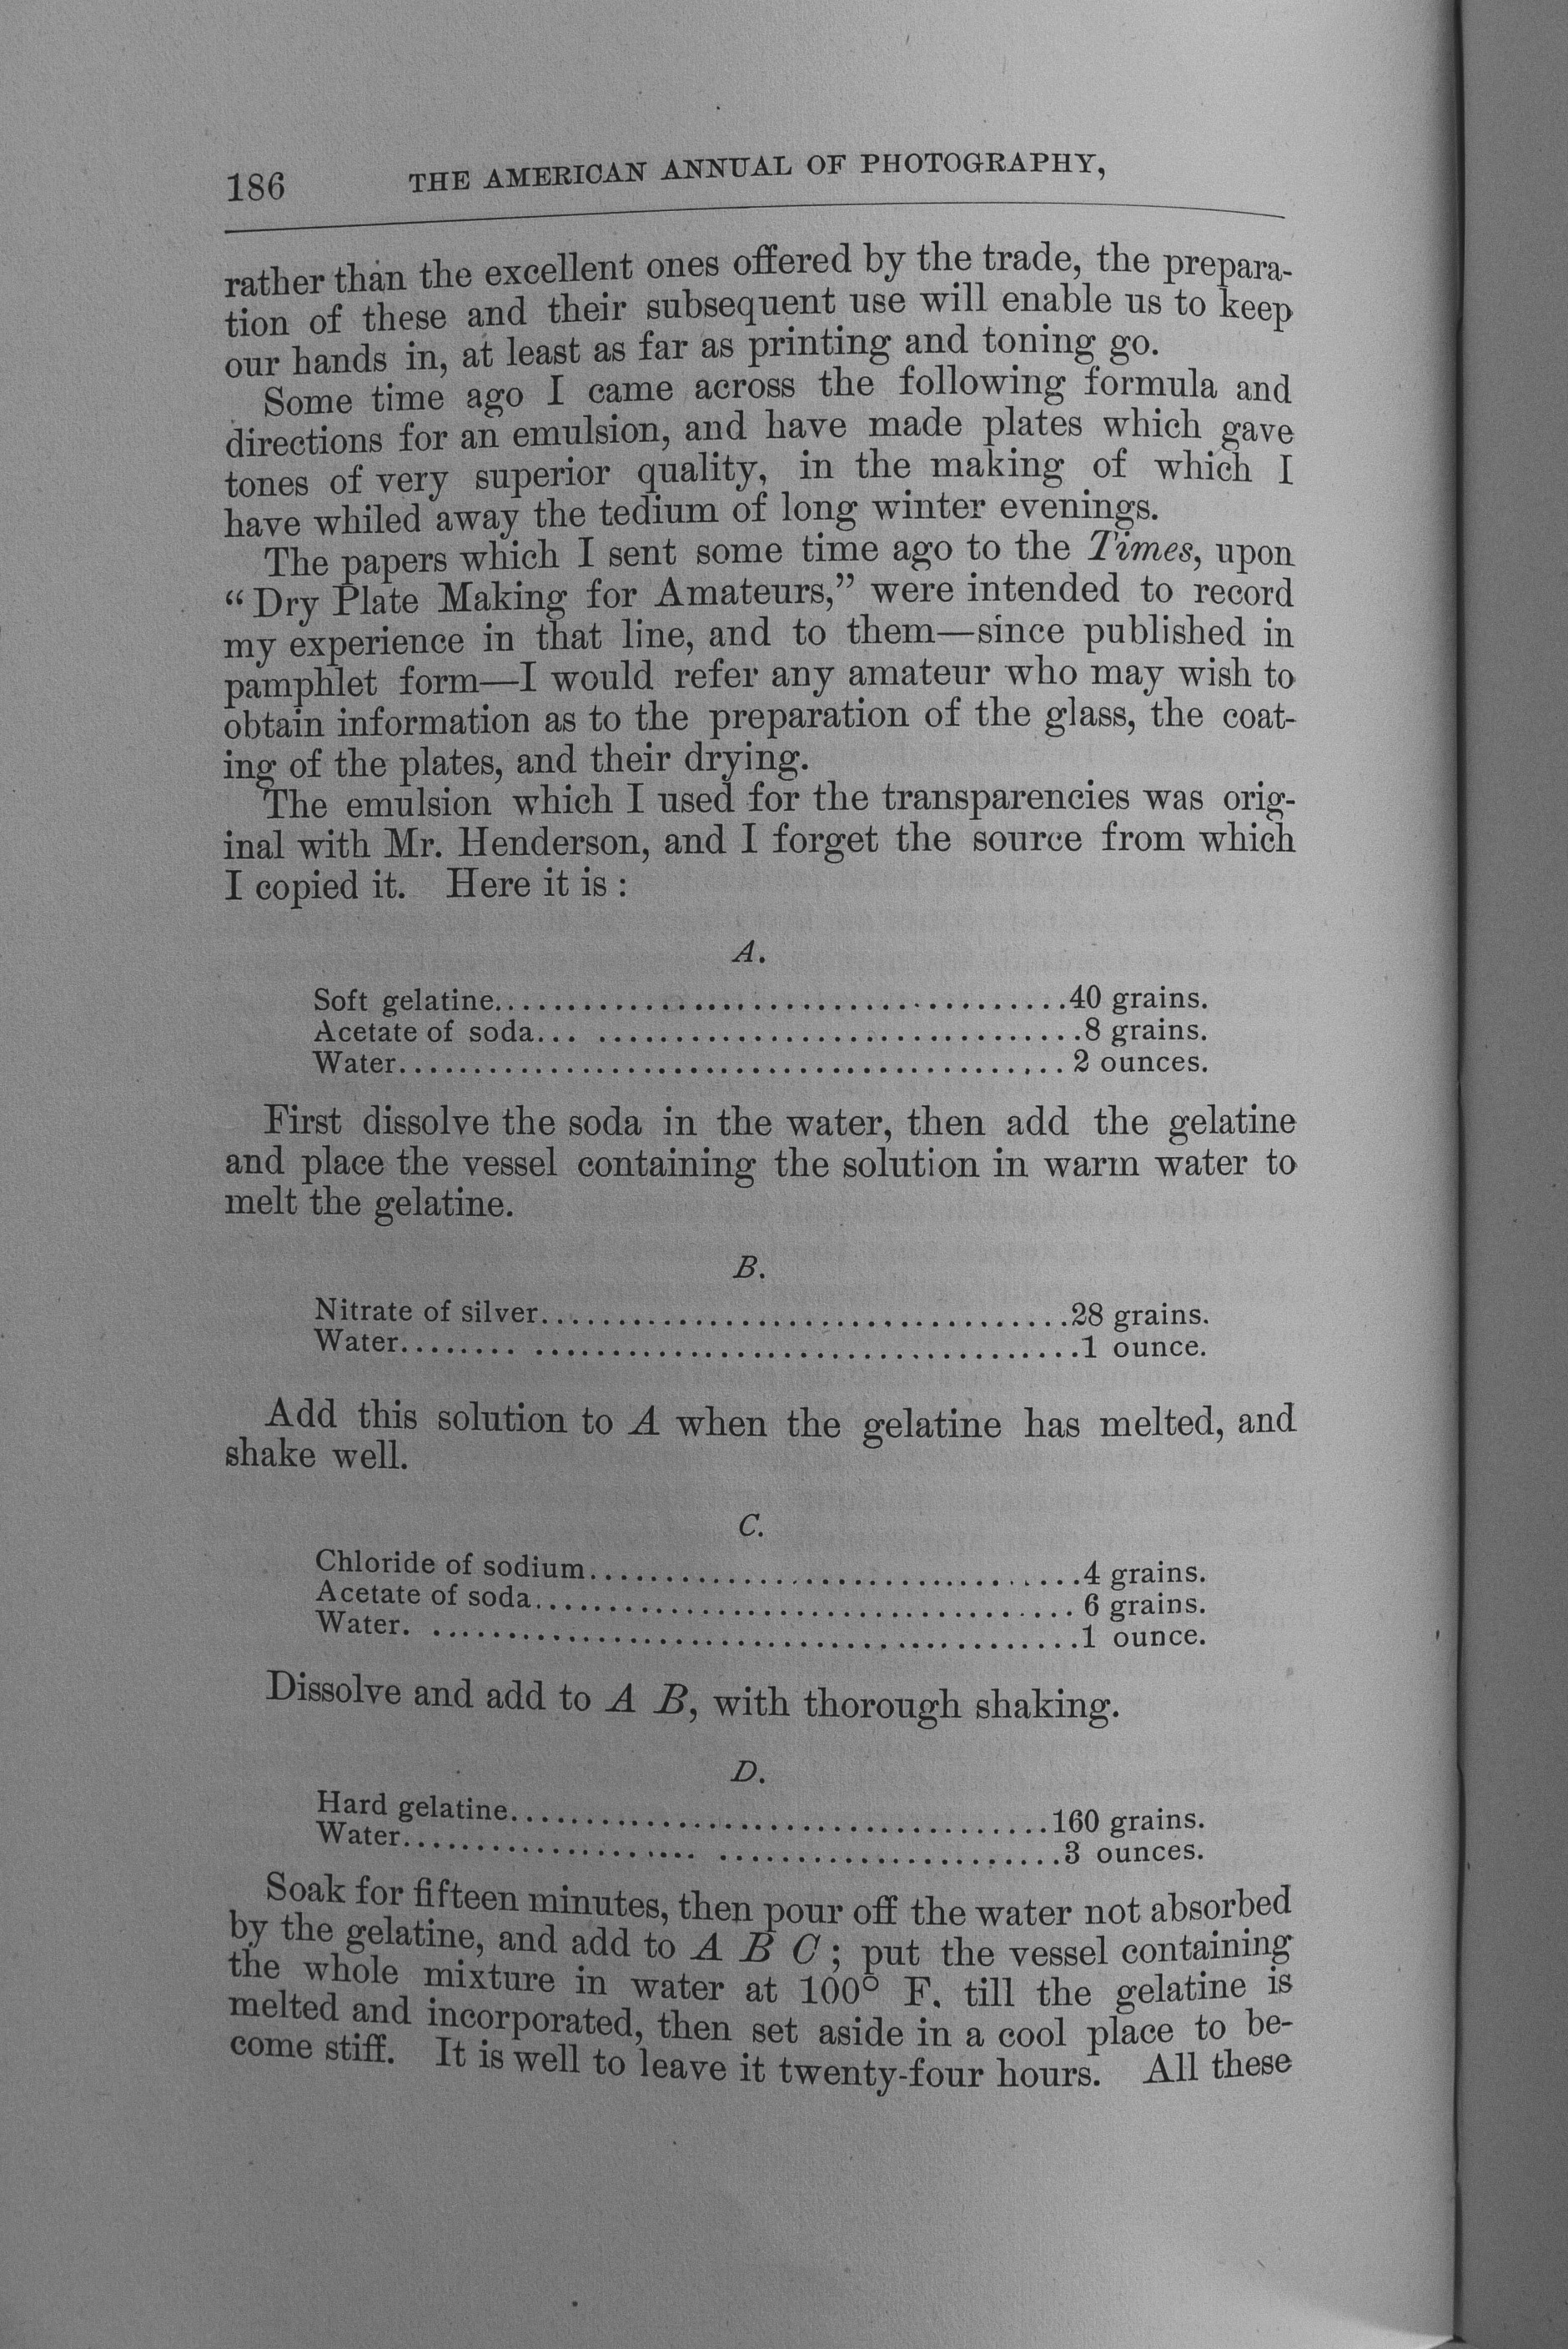 186 THE AMERICAN ANNUAL OF PHOTOGRAPHY,
rather than the excellent ones offered by the trade, the prepara-
tion of these and their subsequent use will enable us to keep
our hands in, at least as far as printing and toning go.
Some time ago I came across the following formula and
directions for an emulsion, and have made plates which gave
tones of very superior quality, in the making of which I
have whiled away the tedium of long winter evenings.
The papers which I sent some time ago to the Times, upon
“Dry Plate Making for Amateurs,” were intended to record
my experience in that line, and to them—since published in
pamphlet form—I would refer any amateur who may wish to
obtain information as to the preparation of the glass, the coat-
ing of the plates, and their drying.
The emulsion which I used for the transparencies was orig-
inal with Mr. Henderson, and I forget the source from which
I copied it. Here it is :
A.
Soft gelatine......................................40 grains.
Acetate of soda... ................................8 grains.
Water............................................ 2 ounces.
First dissolve the soda in the water, then add the gelatine
and place the vessel containing the solution in warm water to
melt the gelatine.
B.
Nitrate of silver...................................28 grains.
Water........ ....................................1 ounce.
Add this solution to A when the gelatine has melted, and
shake well.
C.
Chloride of sodium.................................4 grains.
Acetate of soda.................................... 6 grains.
Water. ...........................................1 ounce.
Dissolve and add to A B, with thorough shaking.
D.
Hard gelatine....................................160 grains.
Water.................... .......................3 ounces.
Soak for fifteen minutes, then pour off the water not absorbed
by the gelatine, and add to A B C ; put the vessel containing
the whole mixture in water at 100° F. till the gelatine is
melted and incorporated, then set aside in a cool place to be-
come stiff. It is well to leave it twenty-four hours. All these